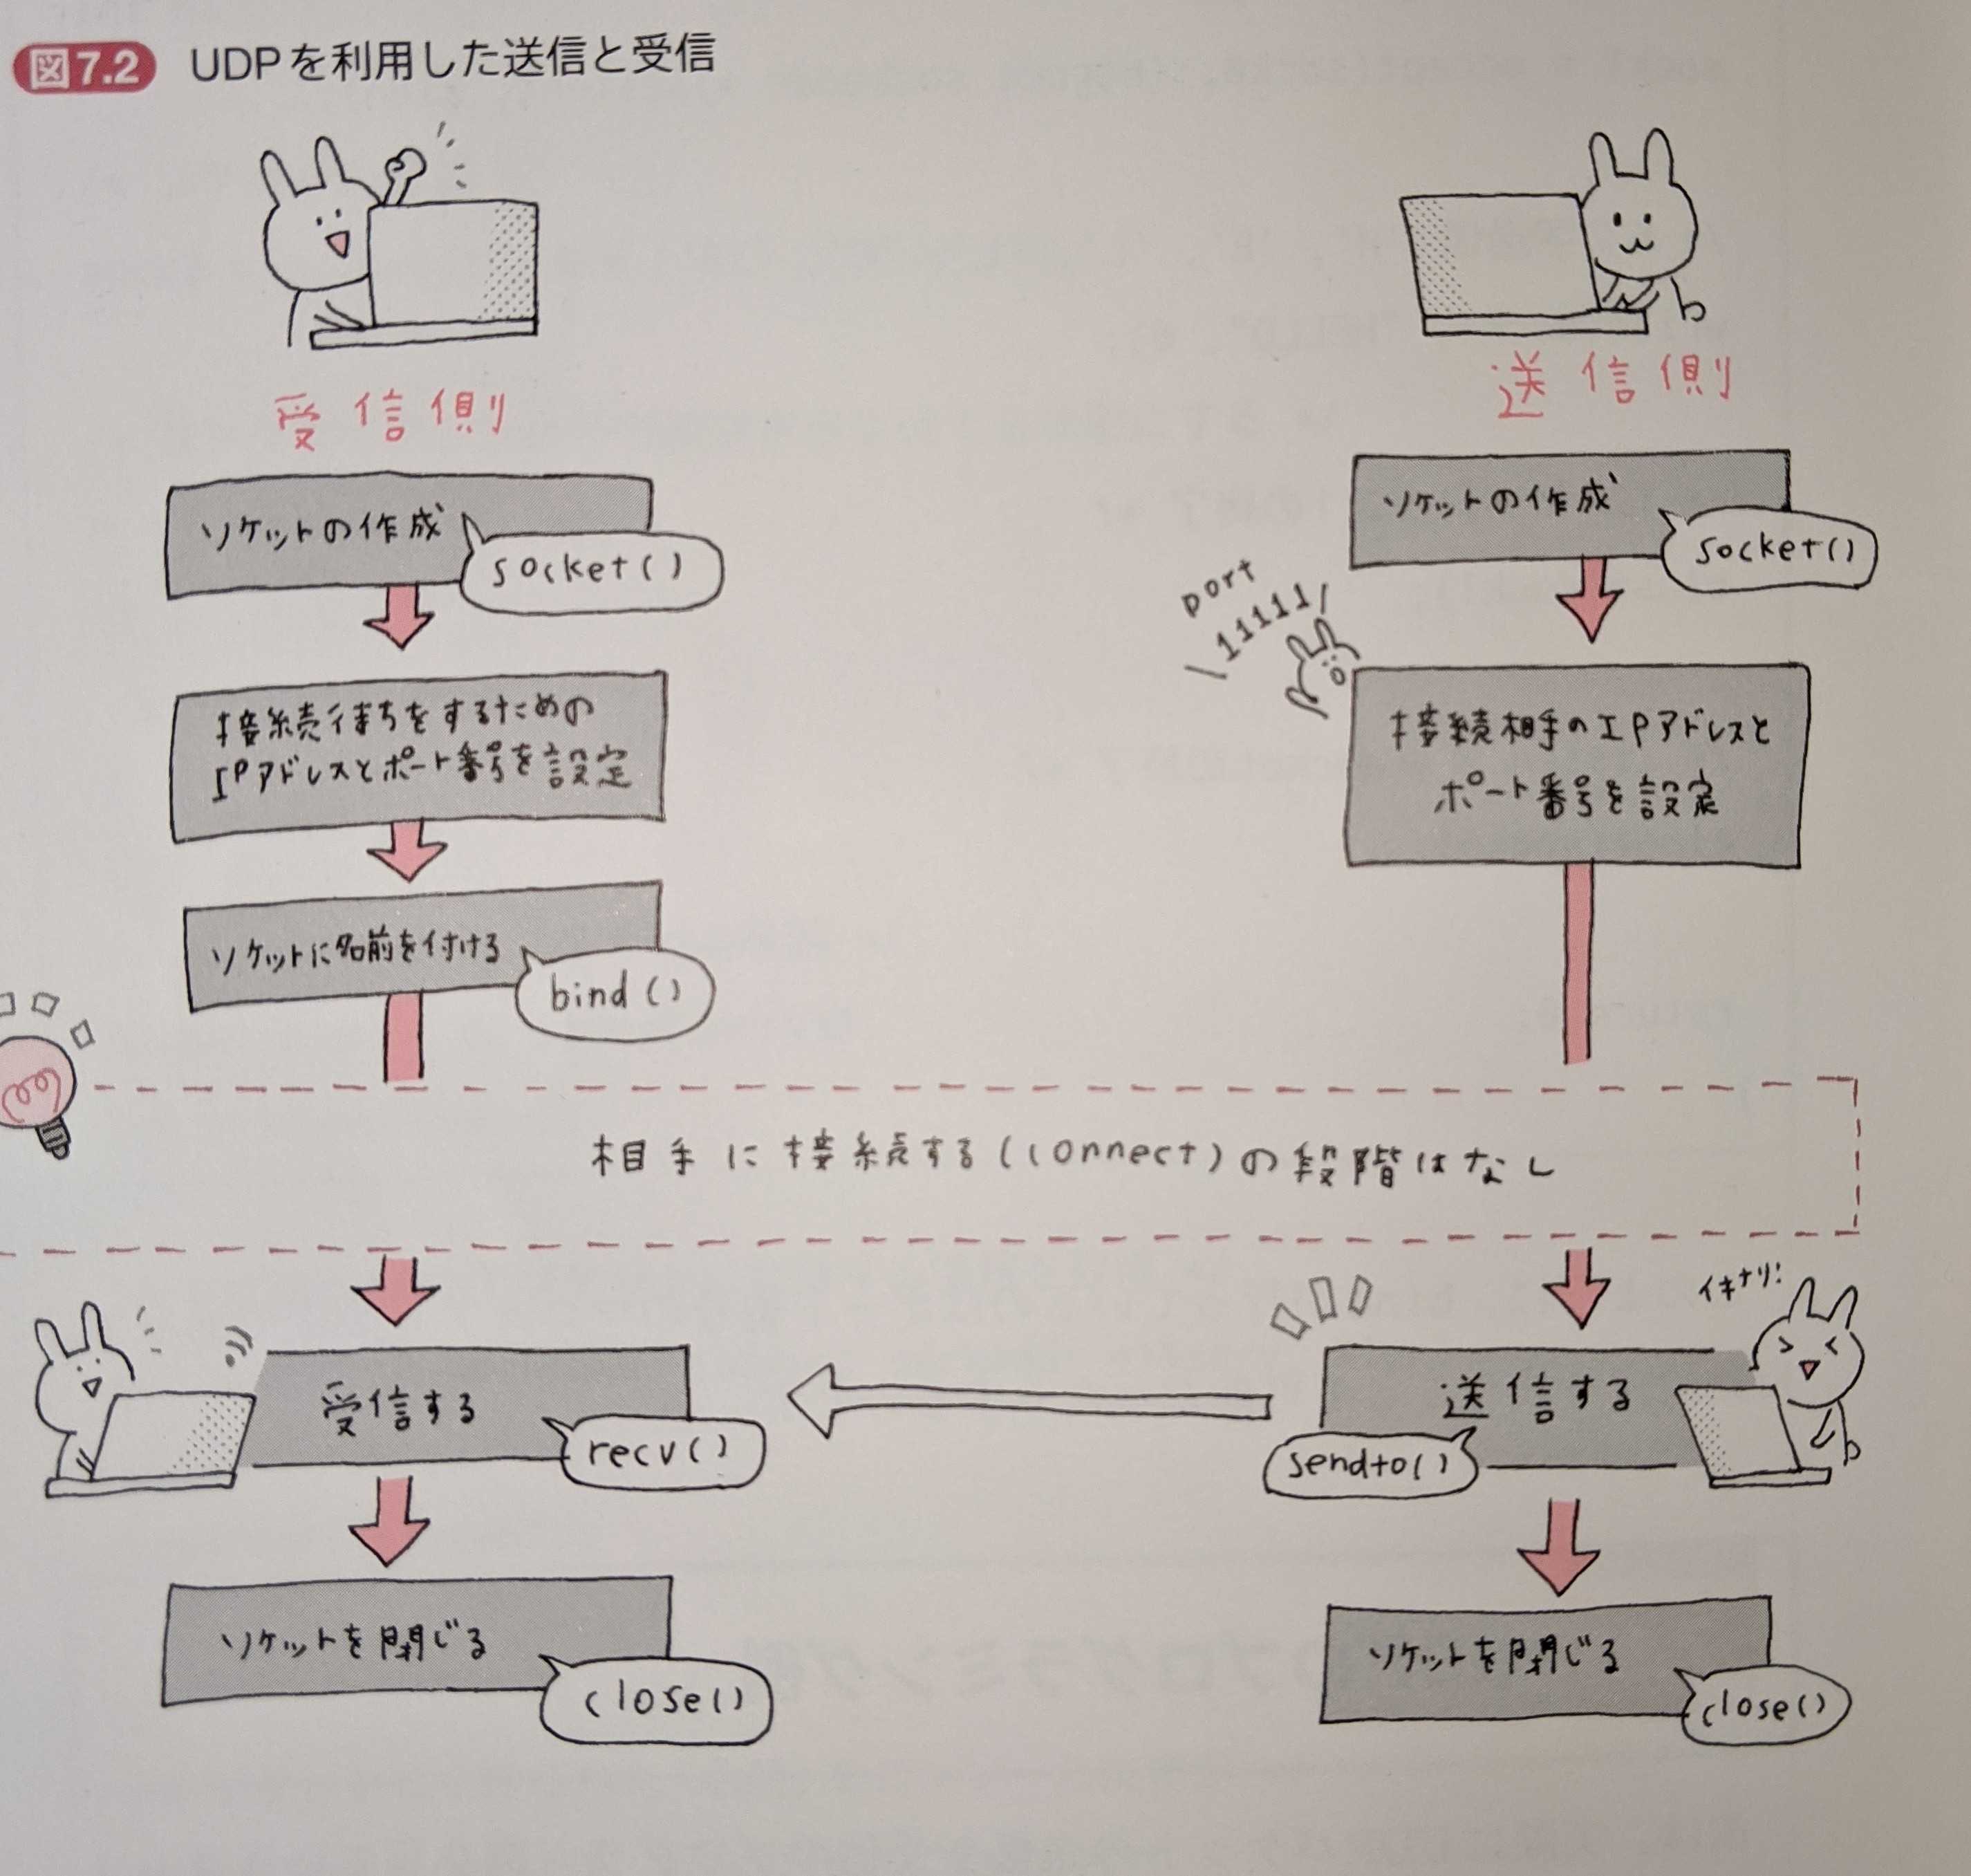 図7.2 UDPを利用した送信と受信
受信側
ソケットの作成
socket()
接続待ちをするための
IPアドレスとポート番号を設定
ソケットに名前を付ける
bind()
送信側
ソケットの作成
socket()
port
11111
接続相手のIPアドレスと
ポート番号を設定
相手に接続する(connect)の段階はなし
受信する
recv()
イキナリ!
送信する
sendto()
ソケットを閉じる
close()
ソケットを閉じる
close()